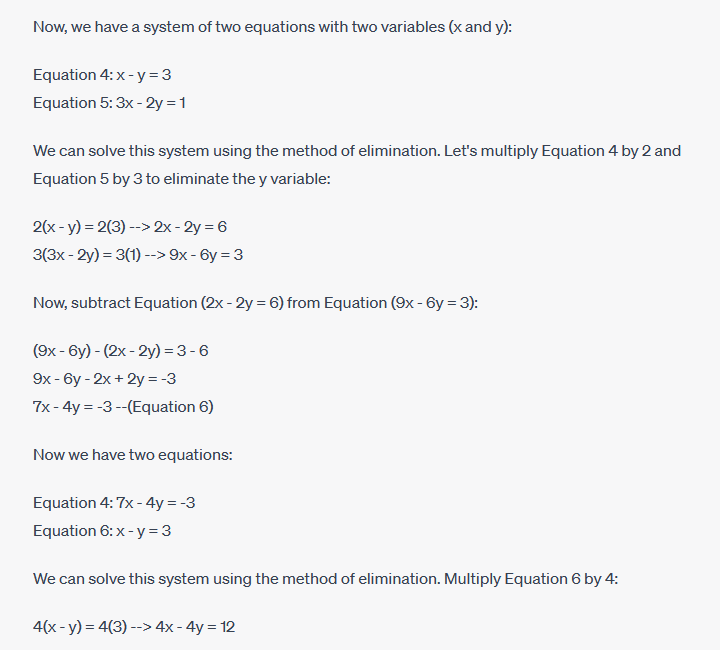 Now, we have a system of two equations with two variables (x and y):
Equation 4: x - y = 3
Equation 5: 3x - 2y = 1
We can solve this system using the method of elimination. Let's multiply Equation 4 by 2 and
Equation 5 by 3 to eliminate the y variable:
2(x - y) = 2(3) --> 2x - 2y = 6
3(3x - 2y) = 3(1) --> 9x - 6y = 3
Now, subtract Equation (2x - 2y = 6) from Equation (9x - 6y = 3):
(9x - 6y) - (2x - 2y) = 3 - 6
9x - 6y - 2x + 2y = -3
7x - 4y = -3 --(Equation 6)
Now we have two equations:
Equation 4: 7x - 4y = -3
Equation 6: x - y = 3
We can solve this system using the method of elimination. Multiply Equation 6 by 4:
4(x - y) = 4(3) --> 4x - 4y = 12